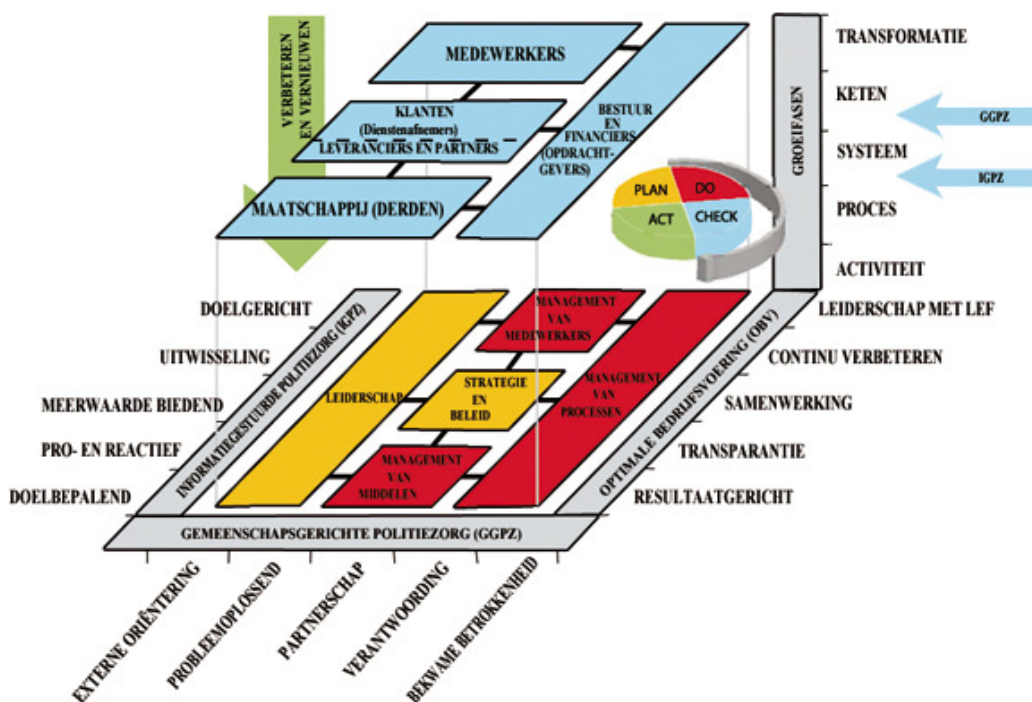 VERBETEREN
EN VERNIEUWEN
MEDEWERKERS
KLANTEN
(Dienstenafnemers)
LEVERANCIERS EN PARTNERS
MAATSCHAPPIJ (DERDEN)
BESTUUR
EN
FINANCIERS
(OPDRACHT-
GEVERS)
PLAN
DO
ACT
CHECK
GROEIFASEN
TRANSFORMATIE
KETEN
SYSTEEM
PROCES
ACTIVITEIT
GGPZ
IGPZ
DOELGERICHT
UITWISSELING
MEERWAARDE BIEDEND
PRO- EN REACTIEF
DOELBEPALEND
INFORMATIEGESTUURDE POLITIEZORG (IGPZ)
LEIDERSCHAP
MANAGEMENT
VAN
MEDEWERKERS
STRATEGIE
EN
BELEID
MANAGEMENT
VAN
MIDDELEN
MANAGEMENT
VAN
PROCESSEN
OPTIMALE BEDRIJFSVOERING (OBV)
LEIDERSCHAP MET LEF
CONTINU VERBETEREN
SAMENWERKING
TRANSPARANTIE
RESULTAATGERICHT
GEMEENSCHAPSGERICHTE POLITIEZORG (GGPZ)
EXTERNE ORIËNTERING
PROBLEEMOPLOSSEND
PARTNERSCHAP
VERANTWOORDING
BEKWAME BETROKKENHEID